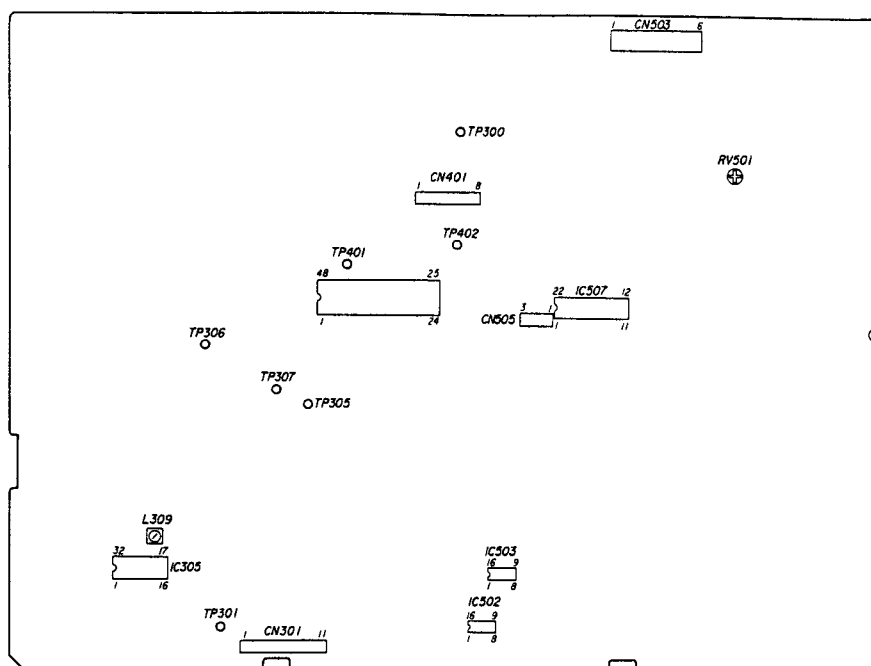 CN503
1 6
TP300
RV501
CN401
1 8
TP402
TP401
48 25
1 24
22 IC507 12
3 1
CN505
1 11
TP306
TP307
TP305
L309
32 17
IC305
1 16
IC503
16 9
1 8
IC502
16 9
1 8
TP301
1 CN301 11